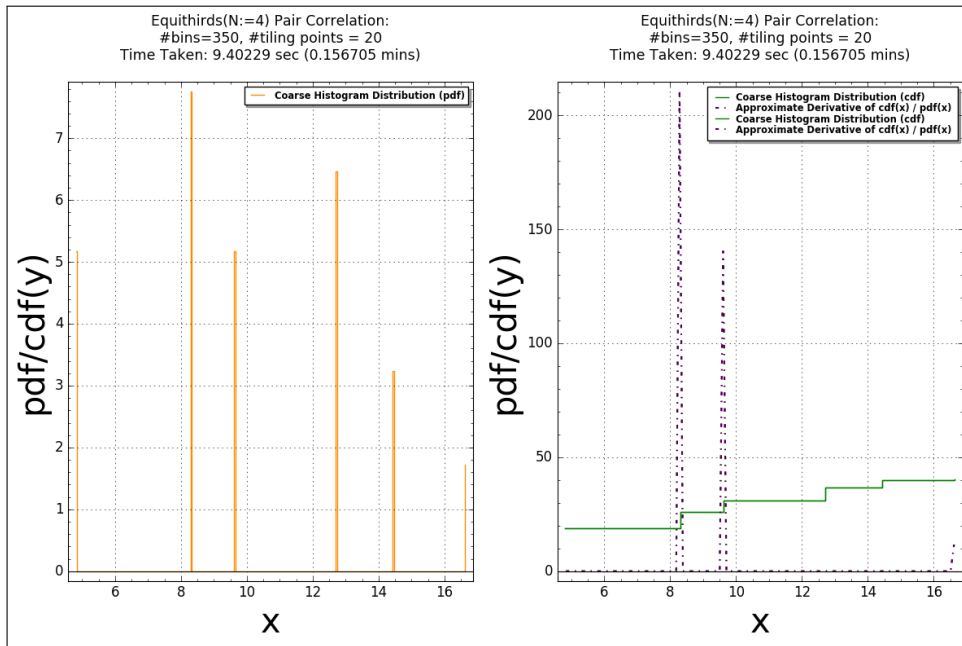 Equithirds(N:=4) Pair Correlation:
#bins=350, #tiling points = 20
Time Taken: 9.40229 sec (0.156705 mins)
Coarse Histogram Distribution (pdf)
pdf/cdf(y)
7
6
5
4
3
2
1
0
6 8 10 12 14 16
x
Equithirds(N:=4) Pair Correlation:
#bins=350, #tiling points = 20
Time Taken: 9.40229 sec (0.156705 mins)
Coarse Histogram Distribution (cdf)
Approximate Derivative of cdf(x) / pdf(x)
Coarse Histogram Distribution (cdf)
Approximate Derivative of cdf(x) / pdf(x)
pdf/cdf(y)
200
150
100
50
0
6 8 10 12 14 16
x